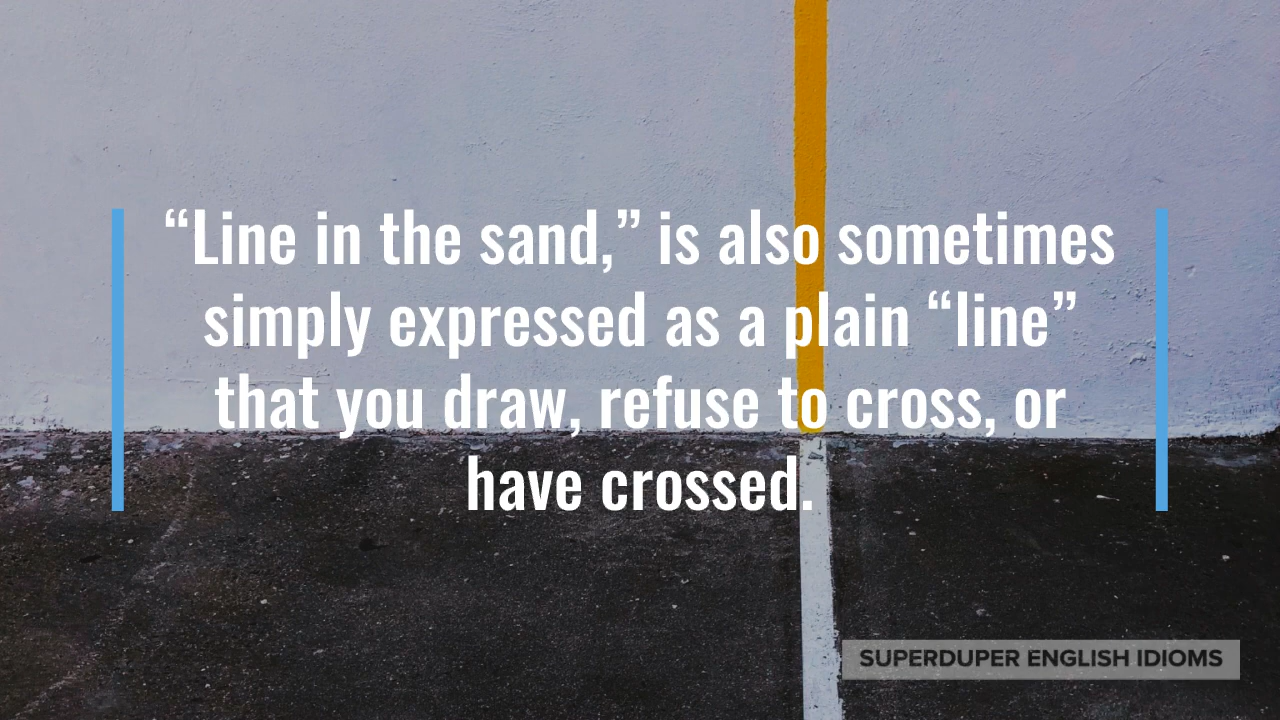 “Line in the sand,” is also sometimes
simply expressed as a plain “line”
that you draw, refuse to cross, or
have crossed.
SUPERDUPER ENGLISH IDIOMS